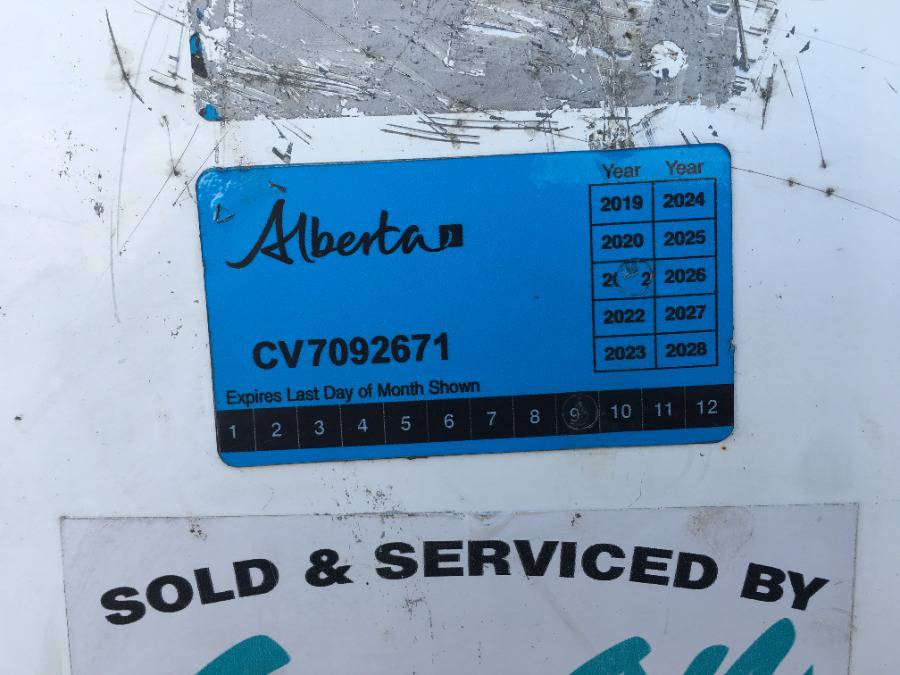 Alberta
Year Year
2019 2024
2020 2025
2026
2022 2027
2023 2028
CV7092671
Expires Last Day of Month Shown
1 2 3 4 5 6 7 8 9 10 11 12
SOLD & SERVICED BY